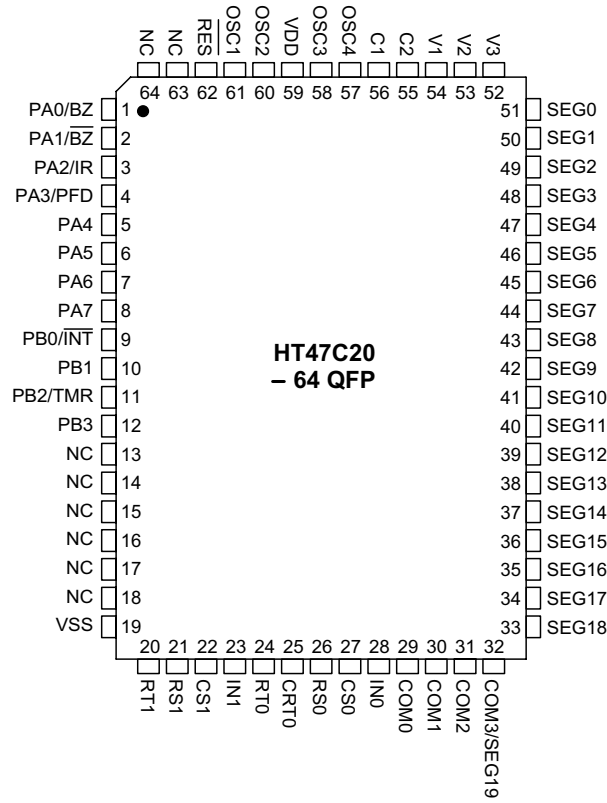 NC NC RES OSC1 OSC2 VDD OSC3 OSC4 C1 C2 V1 V2 V3
64 63 62 61 60 59 58 57 56 55 54 53 52
PA0/BZ 1 51 SEG0
PA1/BZ 2 50 SEG1
PA2/IR 3 49 SEG2
PA3/PFD 4 48 SEG3
PA4 5 47 SEG4
PA5 6 46 SEG5
PA6 7 45 SEG6
PA7 8 44 SEG7
PB0/INT 9 43 SEG8
PB1 10 42 SEG9
PB2/TMR 11 41 SEG10
PB3 12 40 SEG11
NC 13 39 SEG12
NC 14 38 SEG13
NC 15 37 SEG14
NC 16 36 SEG15
NC 17 35 SEG16
NC 18 34 SEG17
VSS 19 33 SEG18
HT47C20
– 64 QFP
20 21 22 23 24 25 26 27 28 29 30 31 32
RT1 RS1 CS1 IN1 RT0 CRT0 RS0 CS0 IN0 COM0 COM1 COM2 COM3/SEG19